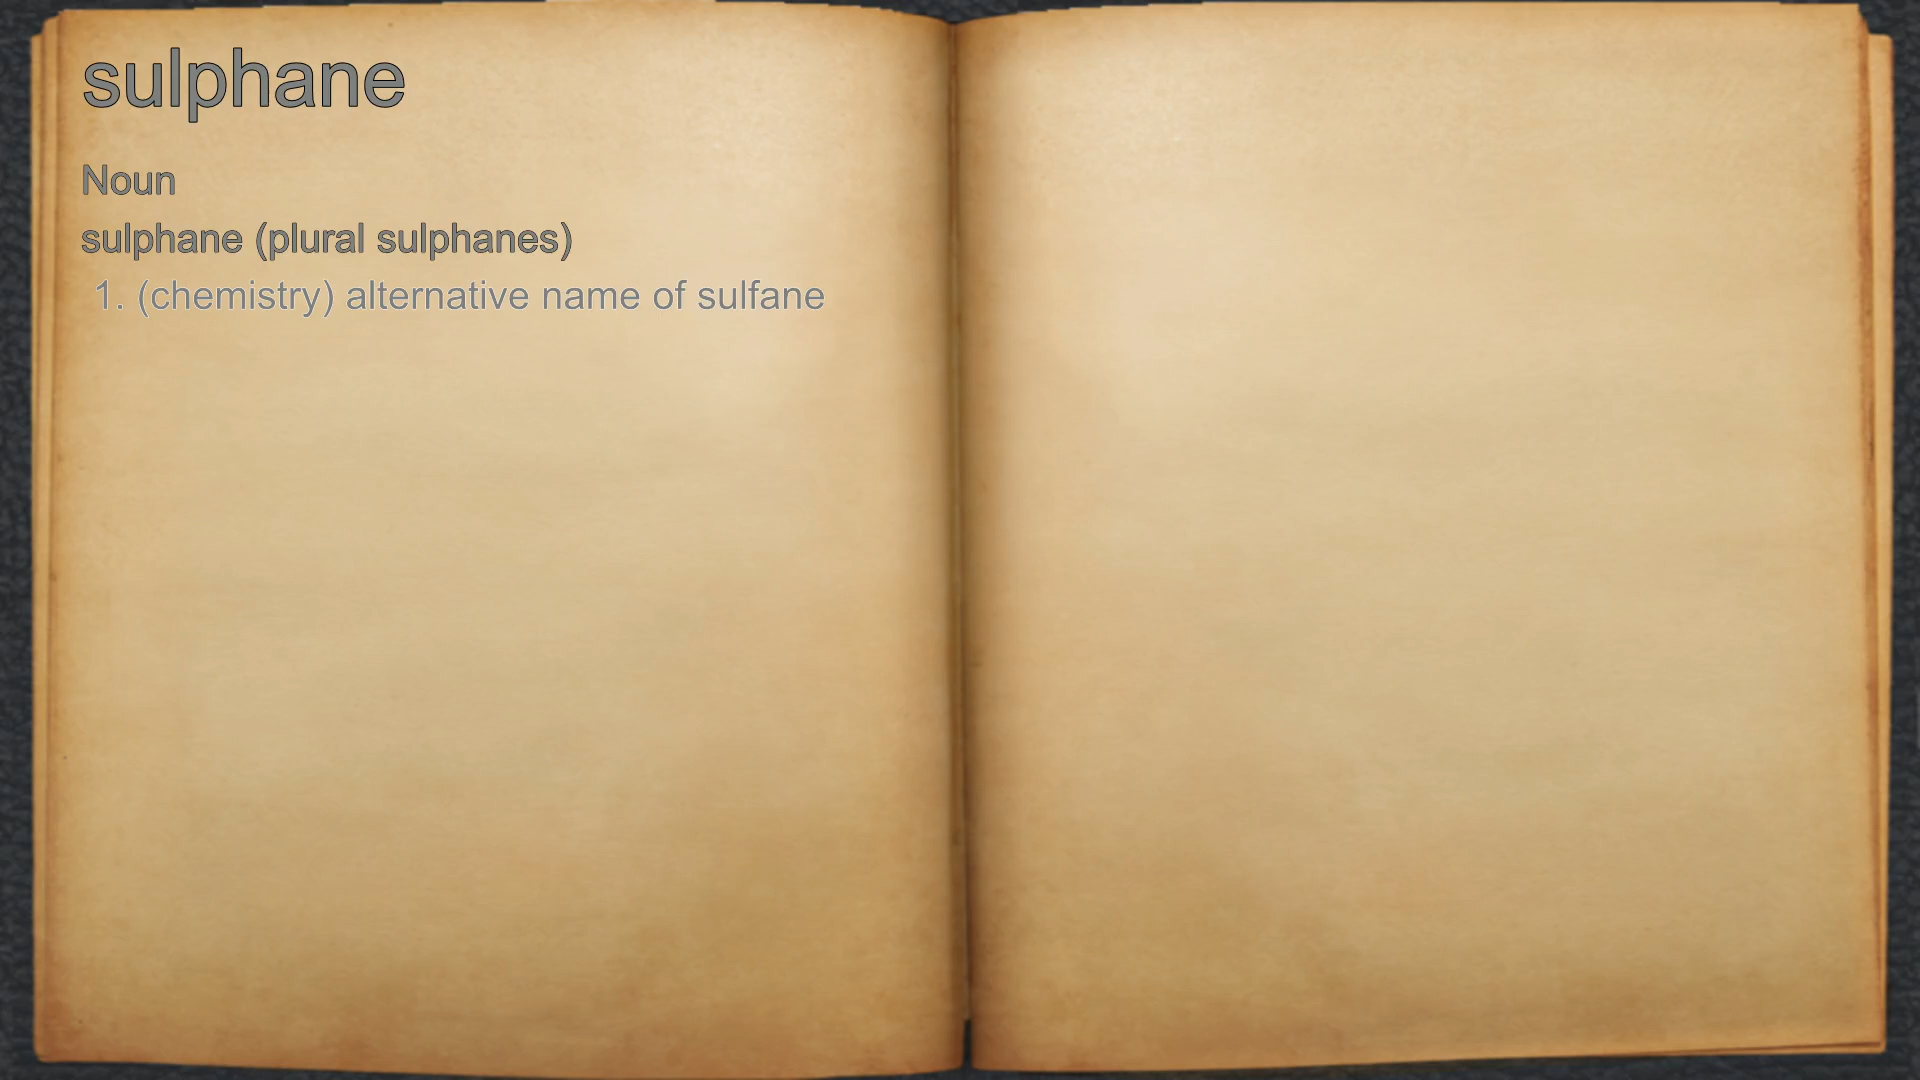 sulphane
Noun
sulphane (plural sulphanes)
1. (chemistry) alternative name of sulfane